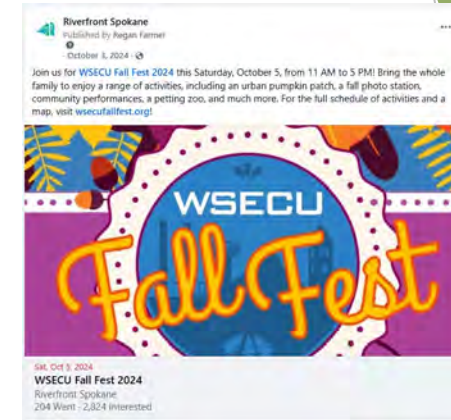 Riverfront Spokane
Published by Regan Farmer
October 3, 2024 ·
Join us for WSECU Fall Fest 2024 this Saturday, October 5, from 11 AM to 5 PM! Bring the whole
family to enjoy a range of activities, including an urban pumpkin patch, a fall photo station,
community performances, a petting zoo, and much more. For the full schedule of activities and a
map, visit wsecufallfest.org!
WSECU
Fall Fest
Sat, Oct 5, 2024
WSECU Fall Fest 2024
Riverfront Spokane
204 Went · 2,824 Interested